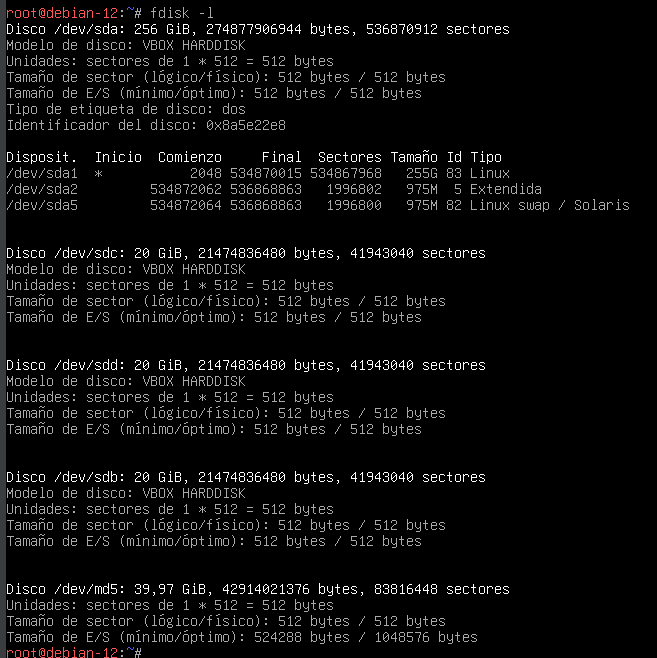 root@debian-12:~# fdisk -l
Disco /dev/sda: 256 GiB, 274877906944 bytes, 536870912 sectores
Modelo de disco: VBOX HARDDISK
Unidades: sectores de 1 * 512 = 512 bytes
Tamaño de sector (lógico/físico): 512 bytes / 512 bytes
Tamaño de E/S (mínimo/óptimo): 512 bytes / 512 bytes
Tipo de etiqueta de disco: dos
Identificador del disco: 0x8a5e22e8
Disposit.  Inicio  Comienzo     Final  Sectores Tamaño Id Tipo
/dev/sda1  *           2048 534870015 534867968   255G 83 Linux
/dev/sda2         534872062 536868863   1996802   975M  5 Extendida
/dev/sda5         534872064 536868863   1996800   975M 82 Linux swap / Solaris
Disco /dev/sdc: 20 GiB, 21474836480 bytes, 41943040 sectores
Modelo de disco: VBOX HARDDISK
Unidades: sectores de 1 * 512 = 512 bytes
Tamaño de sector (lógico/físico): 512 bytes / 512 bytes
Tamaño de E/S (mínimo/óptimo): 512 bytes / 512 bytes
Disco /dev/sdd: 20 GiB, 21474836480 bytes, 41943040 sectores
Modelo de disco: VBOX HARDDISK
Unidades: sectores de 1 * 512 = 512 bytes
Tamaño de sector (lógico/físico): 512 bytes / 512 bytes
Tamaño de E/S (mínimo/óptimo): 512 bytes / 512 bytes
Disco /dev/sdb: 20 GiB, 21474836480 bytes, 41943040 sectores
Modelo de disco: VBOX HARDDISK
Unidades: sectores de 1 * 512 = 512 bytes
Tamaño de sector (lógico/físico): 512 bytes / 512 bytes
Tamaño de E/S (mínimo/óptimo): 512 bytes / 512 bytes
Disco /dev/md5: 39,97 GiB, 42914021376 bytes, 83816448 sectores
Unidades: sectores de 1 * 512 = 512 bytes
Tamaño de sector (lógico/físico): 512 bytes / 512 bytes
Tamaño de E/S (mínimo/óptimo): 524288 bytes / 1048576 bytes
root@debian-12:~#